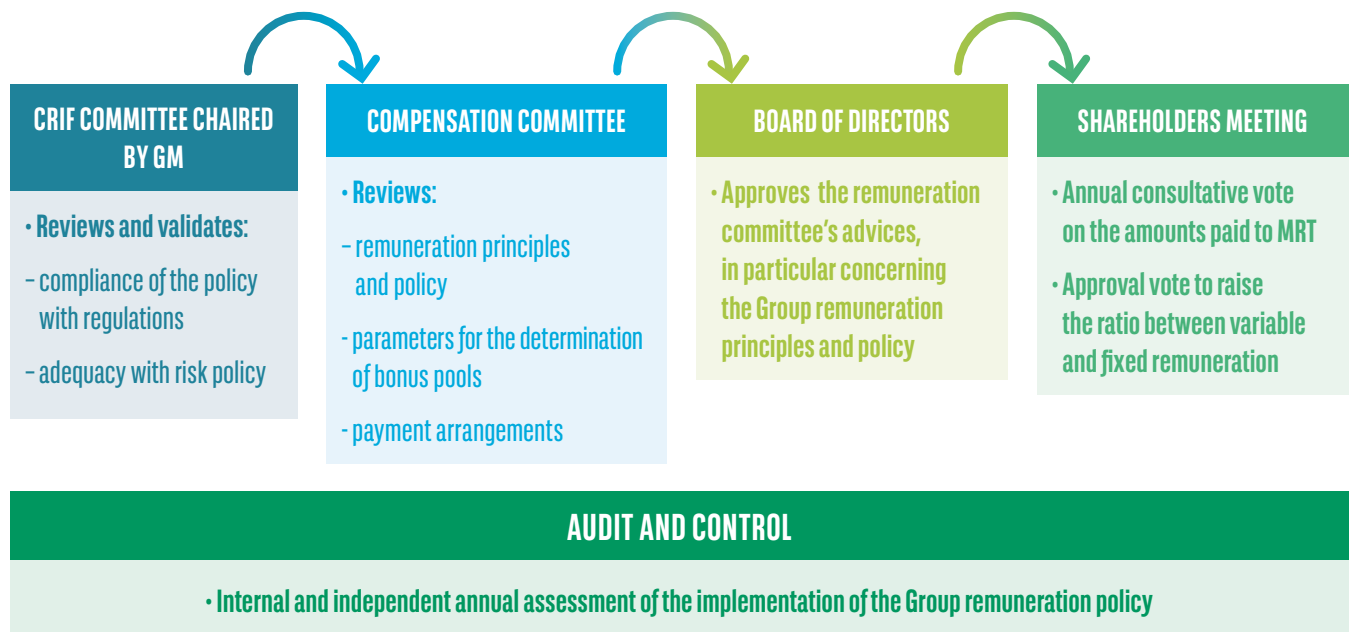 CRIF COMMITTEE CHAIRED
BY GM
• Reviews and validates:
– compliance of the policy
with regulations
– adequacy with risk policy
COMPENSATION COMMITTEE
• Reviews:
– remuneration principles
and policy
- parameters for the determination
of bonus pools
- payment arrangements
BOARD OF DIRECTORS
• Approves the remuneration
committee's advices,
in particular concerning
the Group remuneration
principles and policy
SHAREHOLDERS MEETING
• Annual consultative vote
on the amounts paid to MRT
• Approval vote to raise
the ratio between variable
and fixed remuneration
AUDIT AND CONTROL
• Internal and independent annual assessment of the implementation of the Group remuneration policy